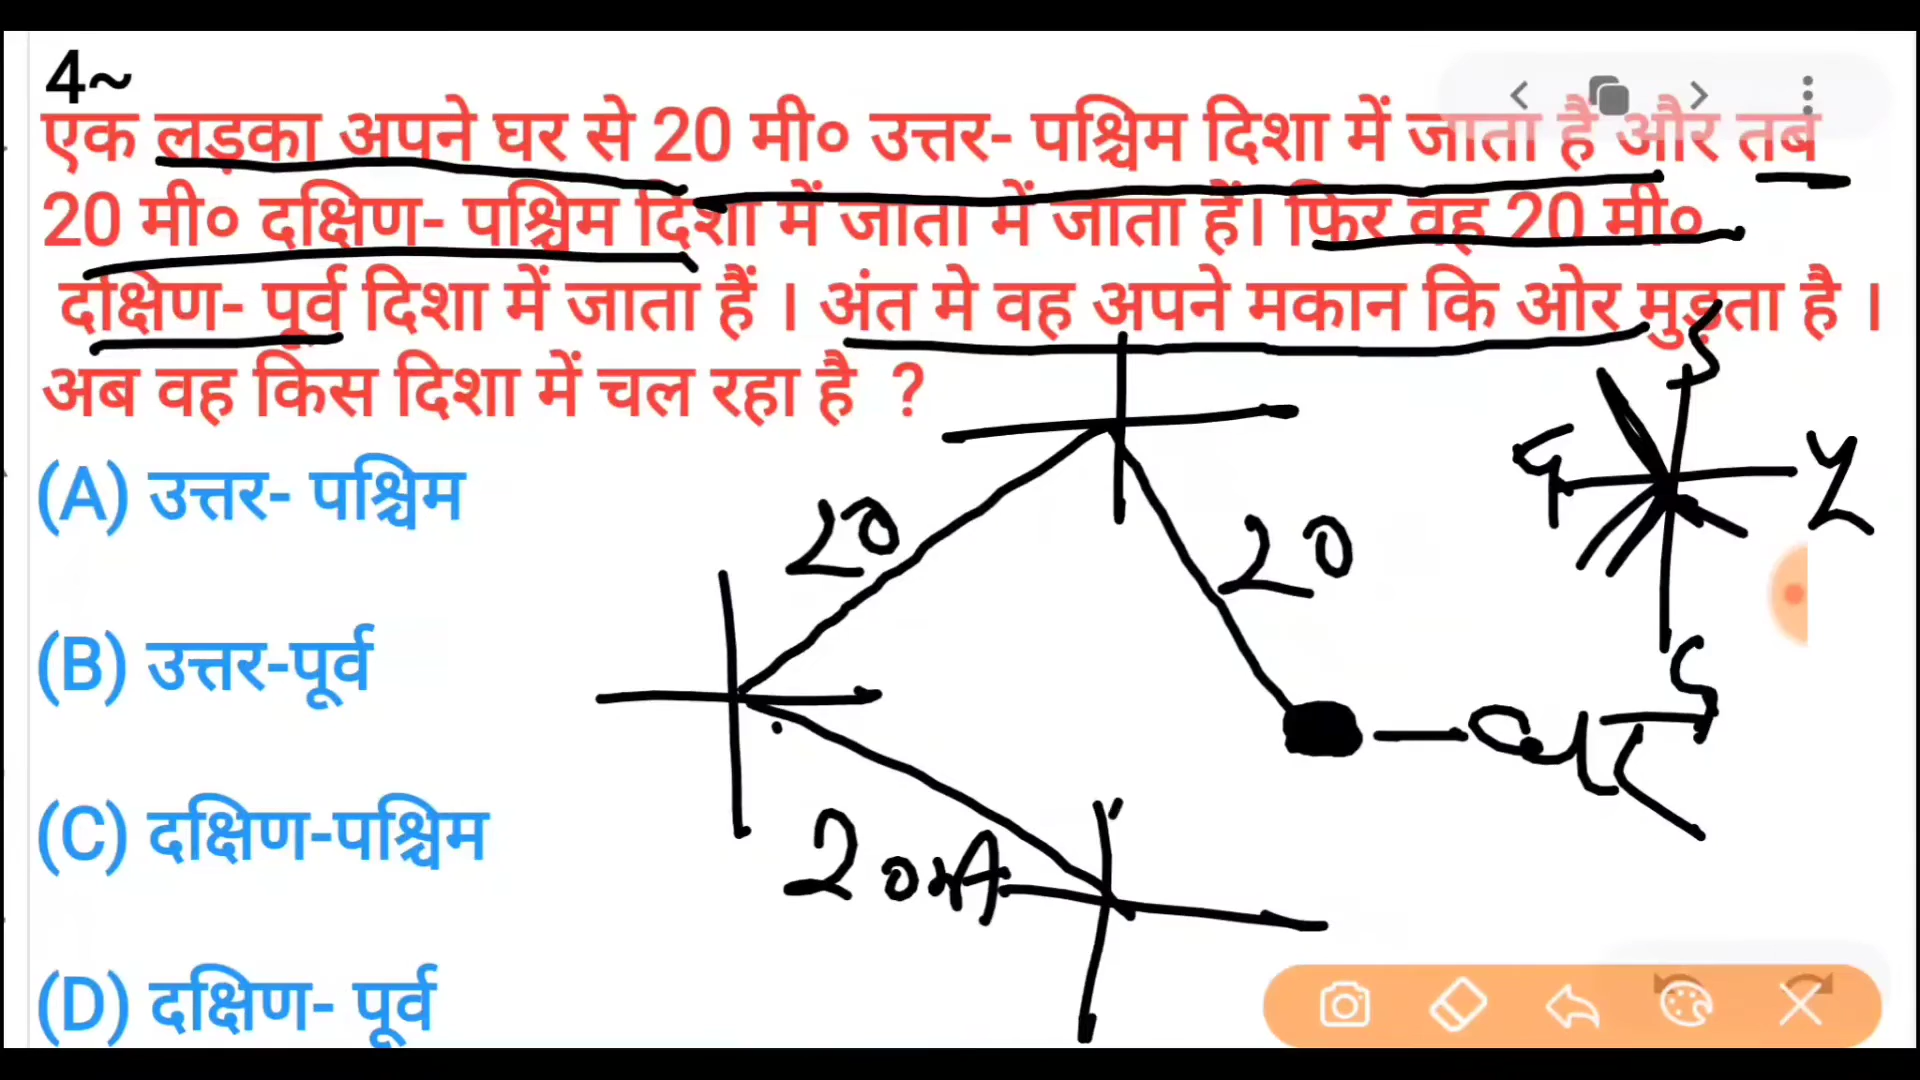 4~
एक लड़का अपने घर से 20 मी० उत्तर- पश्चिम दिशा में जाता है और तब
20 मी० दक्षिण- पश्चिम दिशा में जाता में जाता हें। फिर वह 20 मी०
दक्षिण- पूर्व दिशा में जाता हैं । अंत मे वह अपने मकान कि ओर मुड़ता है ।
अब वह किस दिशा में चल रहा है ?
(A) उत्तर- पश्चिम
(B) उत्तर-पूर्व
(C) दक्षिण-पश्चिम
(D) दक्षिण- पूर्व
20
20
20